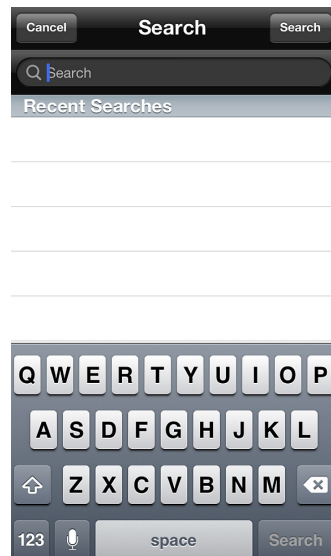 Cancel Search Search
Search
Recent Searches
Q W E R T Y U I O P
A S D F G H J K L
Z X C V B N M
123 space Search